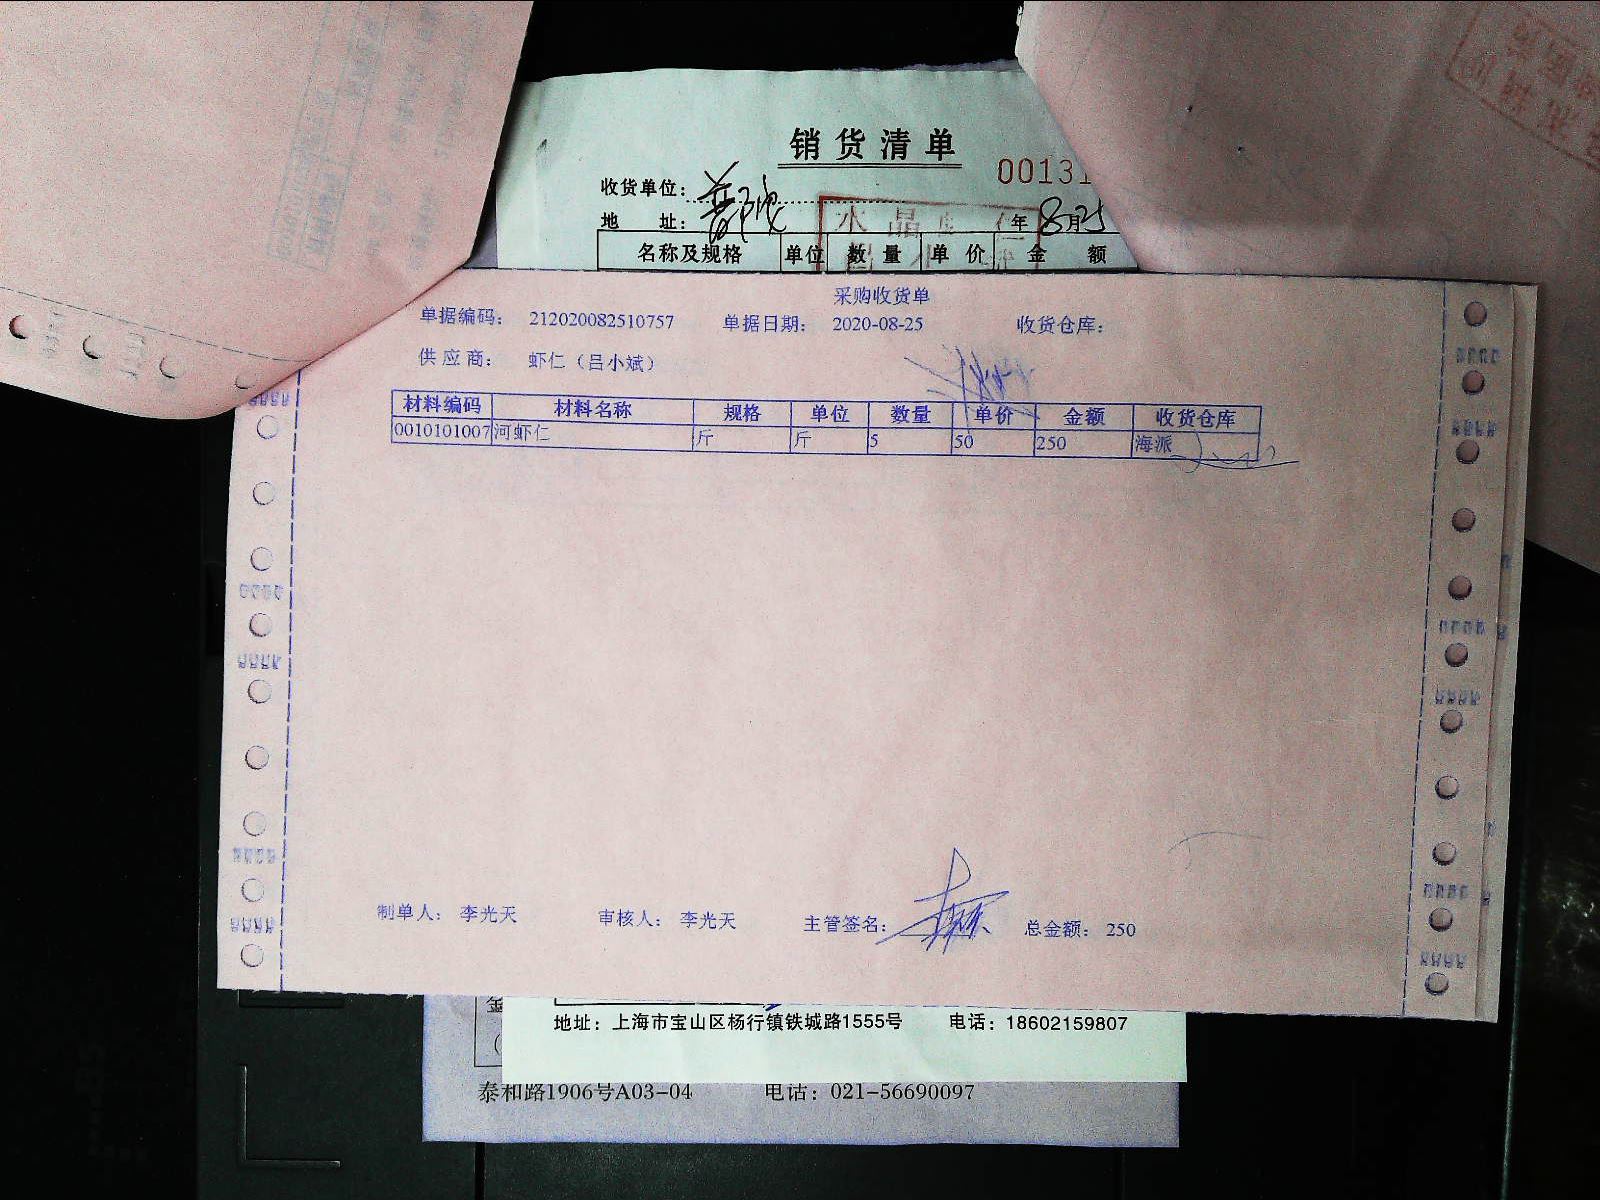 销货清单
0013
收货单位:
地 址: 年8月25
名称及规格 单位 数量 单价 金额
采购收货单
单据编码: 212020082510757 单据日期: 2020-08-25 收货仓库:
供应商: 虾仁（吕小斌）
材料编码 材料名称 规格 单位 数量 单价 金额 收货仓库
0010101007 河虾仁 斤 斤 5 50 250 海派
制单人: 李光天 审核人: 李光天 主管签名: 总金额: 250
地址: 上海市宝山区杨行镇铁城路1555号 电话: 18602159807
泰和路1906号A03-04 电话: 021-56690097